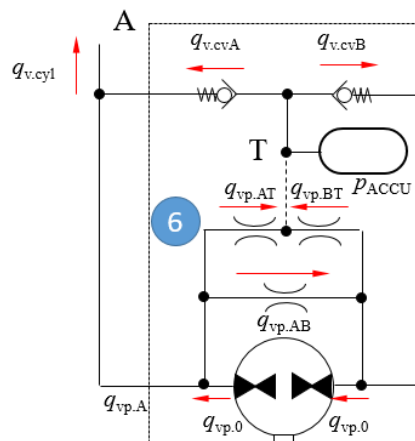 A
q_v.cyl
q_v.cvA
q_v.cvB
T
p_ACCU
q_vp.AT
q_vp.BT
6
q_vp.AB
q_vp.A
q_vp.0
q_vp.0